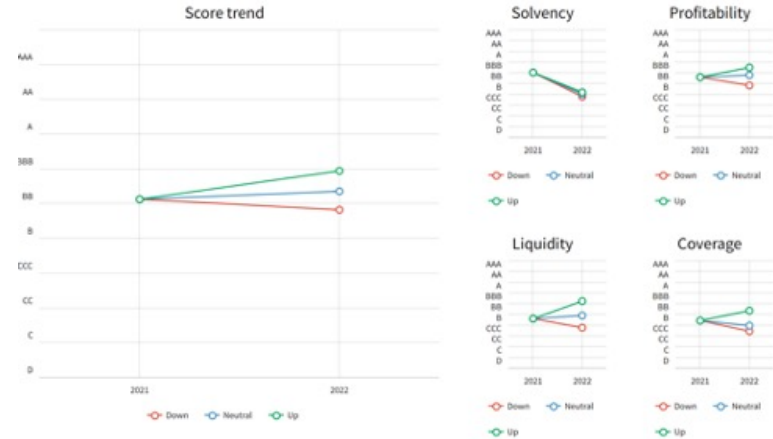 Score trend
AAA
AA
A
BBB
BB
B
CCC
CC
C
D
2021 2022
Down Neutral Up
Solvency
AAA
AA
A
BBB
BB
B
CCC
CC
C
D
2021 2022
Down Neutral
Up
Profitability
AAA
AA
A
BBB
BB
B
CCC
CC
C
D
2021 2022
Down Neutral
Up
Liquidity
AAA
AA
A
BBB
BB
B
CCC
CC
C
D
2021 2022
Down Neutral
Up
Coverage
AAA
AA
A
BBB
BB
B
CCC
CC
C
D
2021 2022
Down Neutral
Up